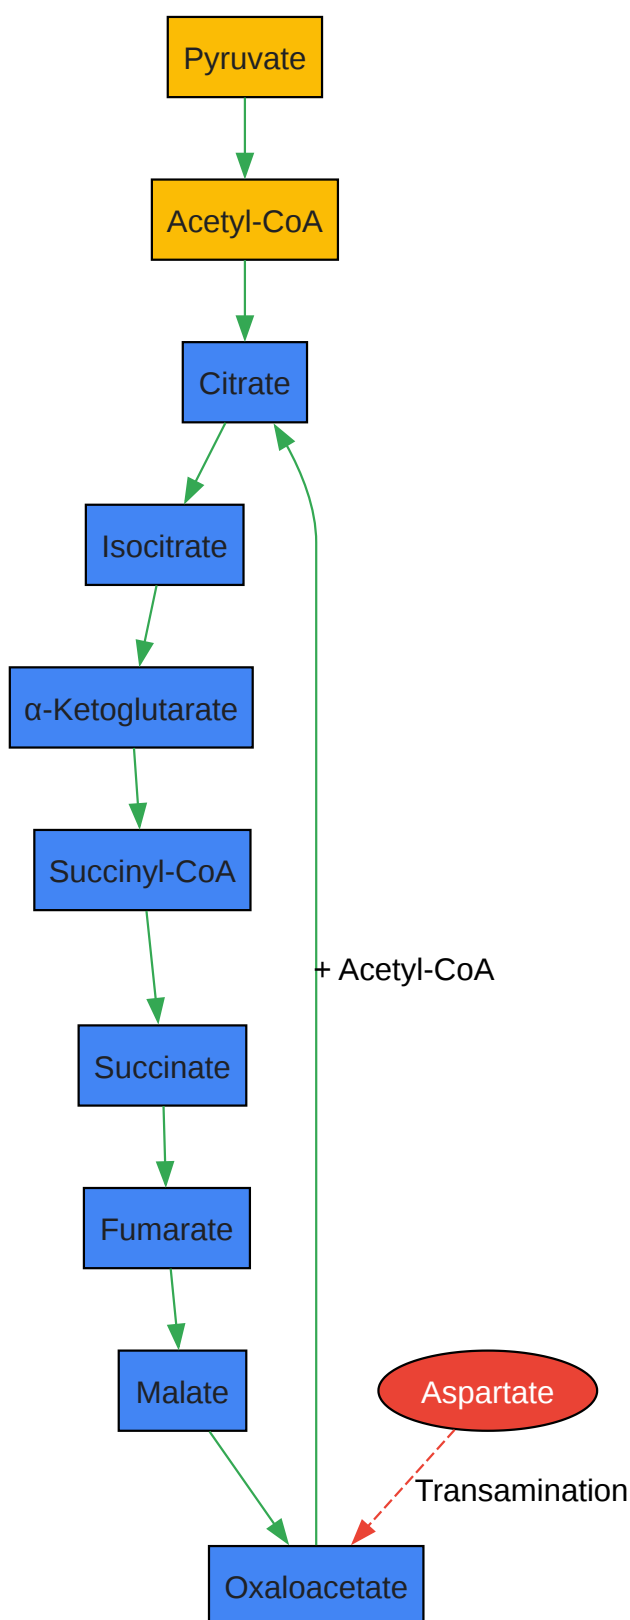 Pyruvate
Acetyl-CoA
Citrate
Isocitrate
α-Ketoglutarate
Succinyl-CoA
+ Acetyl-CoA
Succinate
Fumarate
Malate
Aspartate
Transamination
Oxaloacetate